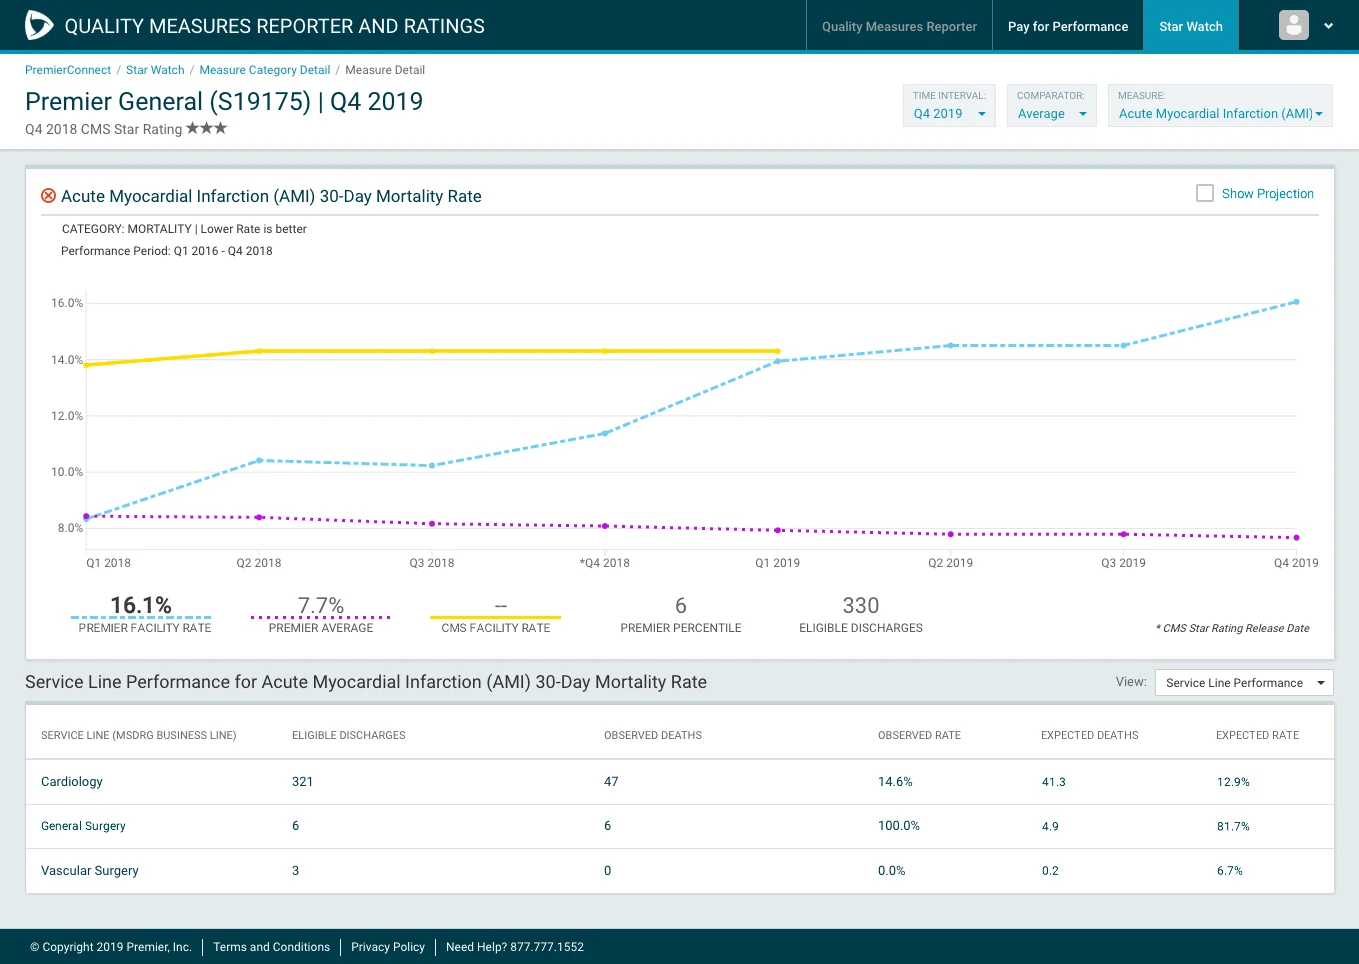 QUALITY MEASURES REPORTER AND RATINGS
Quality Measures Reporter
Pay for Performance
Star Watch
PremierConnect / Star Watch / Measure Category Detail / Measure Detail
Premier General (S19175) | Q4 2019
Q4 2018 CMS Star Rating ★★★
TIME INTERVAL:
Q4 2019
COMPARATOR:
Average
MEASURE:
Acute Myocardial Infarction (AMI)
Acute Myocardial Infarction (AMI) 30-Day Mortality Rate
Show Projection
CATEGORY: MORTALITY | Lower Rate is better
Performance Period: Q1 2016 - Q4 2018
16.0%
14.0%
12.0%
10.0%
8.0%
Q1 2018 Q2 2018 Q3 2018 *Q4 2018 Q1 2019 Q2 2019 Q3 2019 Q4 2019
16.1% 7.7% -- 6 330
PREMIER FACILITY RATE PREMIER AVERAGE CMS FACILITY RATE PREMIER PERCENTILE ELIGIBLE DISCHARGES * CMS Star Rating Release Date
Service Line Performance for Acute Myocardial Infarction (AMI) 30-Day Mortality Rate
View: Service Line Performance
SERVICE LINE (MSDRG BUSINESS LINE) ELIGIBLE DISCHARGES OBSERVED DEATHS OBSERVED RATE EXPECTED DEATHS EXPECTED RATE
Cardiology 321 47 14.6% 41.3 12.9%
General Surgery 6 6 100.0% 4.9 81.7%
Vascular Surgery 3 0 0.0% 0.2 6.7%
© Copyright 2019 Premier, Inc. | Terms and Conditions | Privacy Policy | Need Help? 877.777.1552